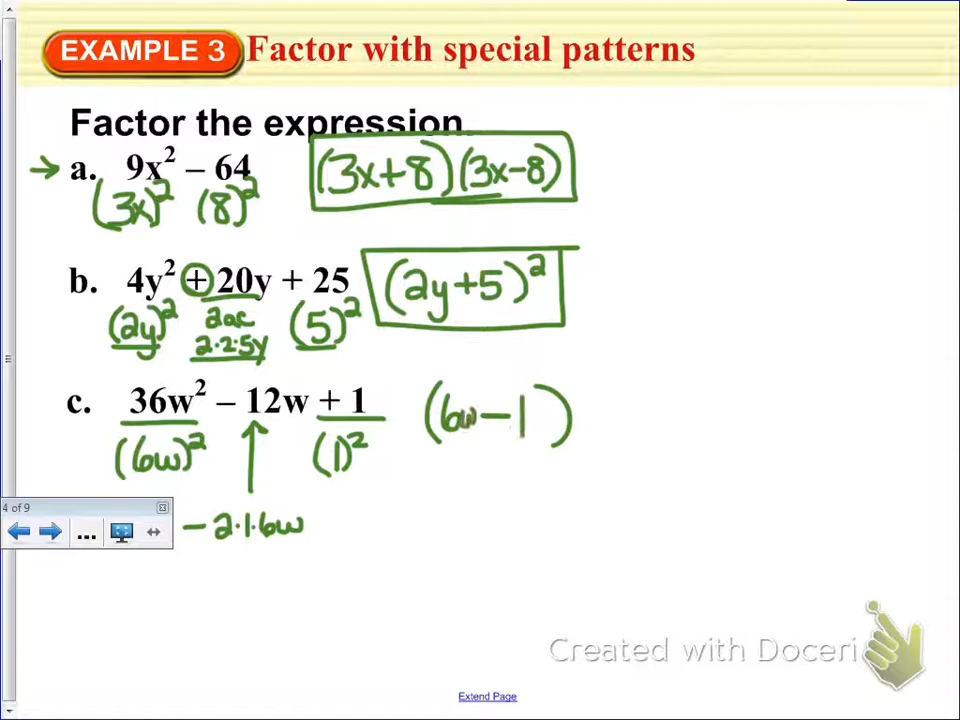 EXAMPLE 3 Factor with special patterns
Factor the expression.
→ a. 9x² – 64 (3x+8)(3x-8)
(3x)² (8)²
b. 4y² + 20y + 25 (2y+5)²
(2y)² 2ac (5)²
2·2·5y
c. 36w² – 12w + 1 (6w-1)
(6w)² (1)²
4 of 9
...
-2·1·6w
Created with Doceri
Extend Page